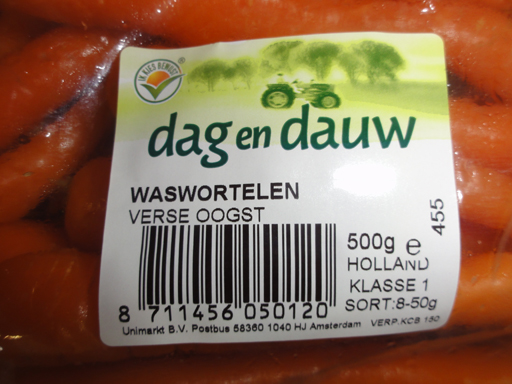 IK KIES BEWUST
®
dag en dauw
WASWORTELEN
VERSE OOGST
500g e
HOLLAND
KLASSE 1
SORT:8-50g
455
8 711456 050120
Unimarkt B.V. Postbus 58360 1040 HJ Amsterdam VERP.KCB 150